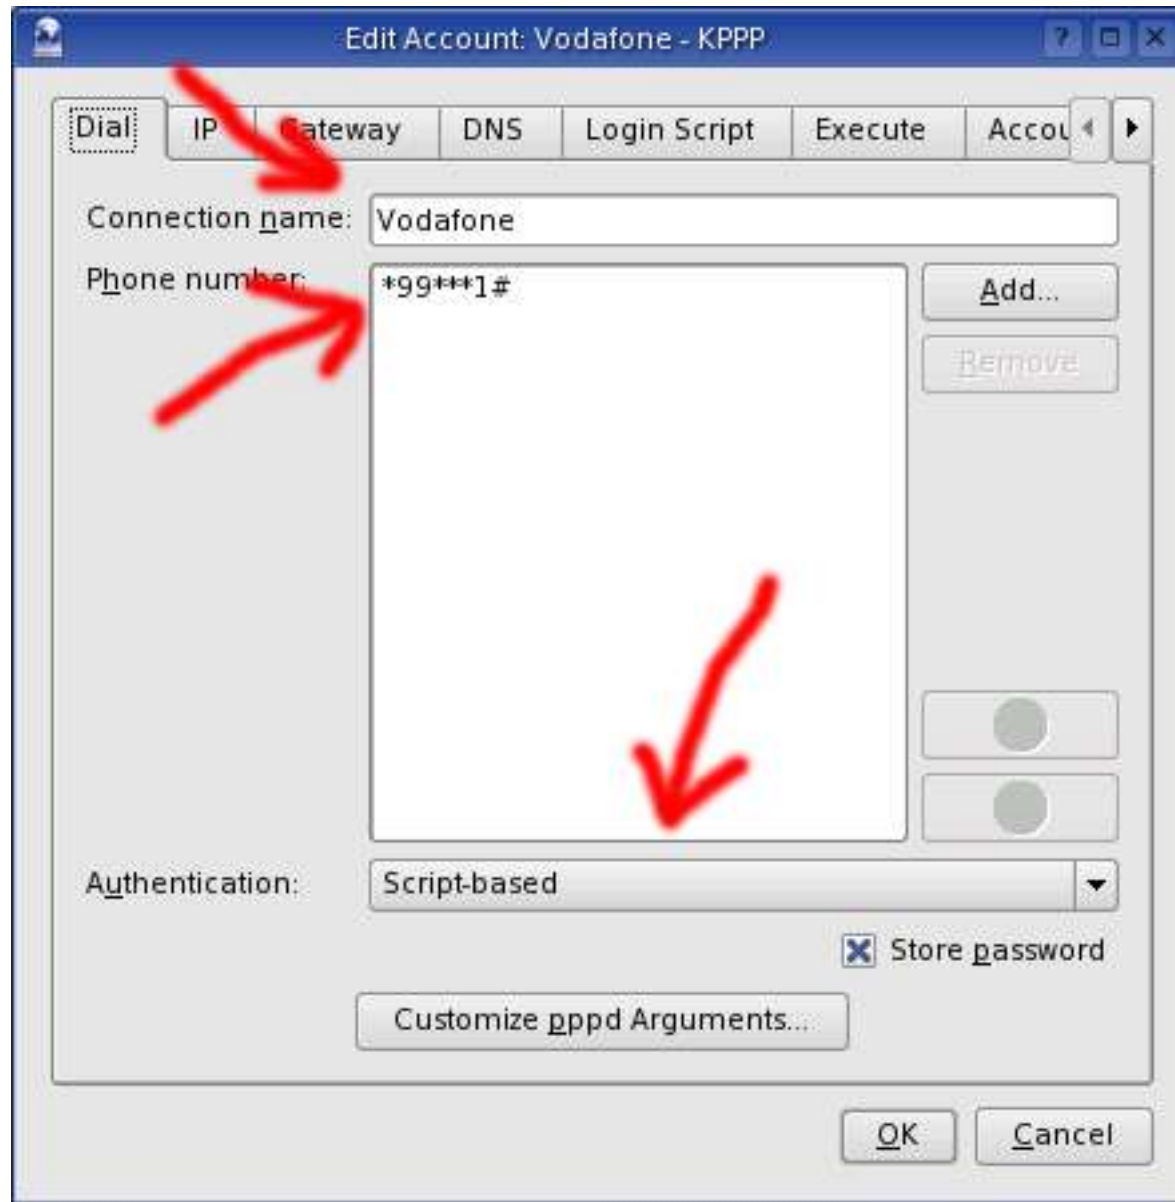 Edit Account: Vodafone - KPPP
Dial IP Gateway DNS Login Script Execute
Connection name: Vodafone
Phone number: *99***1#
Add...
Remove
Authentication: Script-based
Store password
Customize pppd Arguments...
OK Cancel